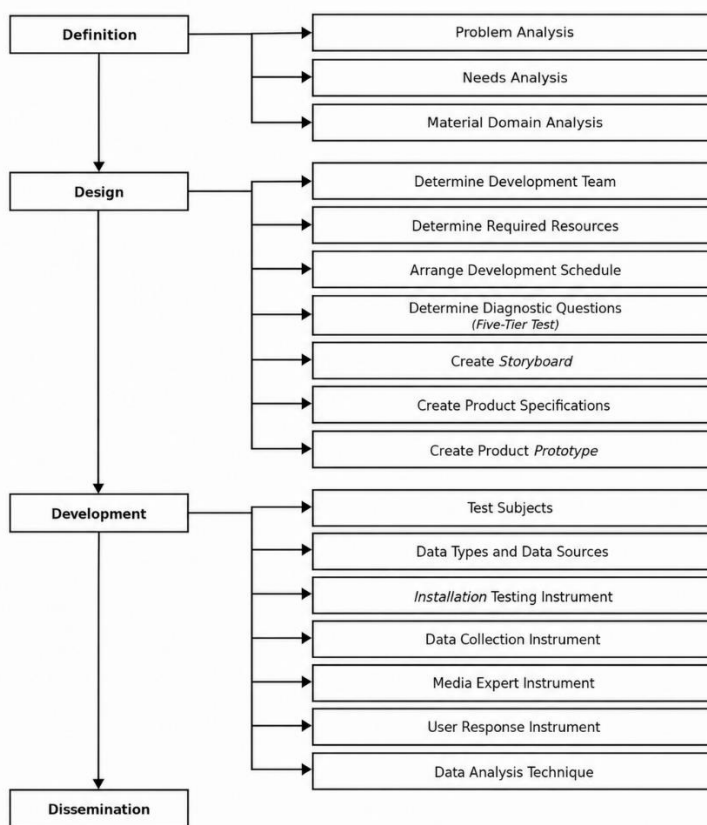 Definition
Problem Analysis
Needs Analysis
Material Domain Analysis
Design
Determine Development Team
Determine Required Resources
Arrange Development Schedule
Determine Diagnostic Questions
(Five-Tier Test)
Create Storyboard
Create Product Specifications
Create Product Prototype
Development
Test Subjects
Data Types and Data Sources
Installation Testing Instrument
Data Collection Instrument
Media Expert Instrument
User Response Instrument
Data Analysis Technique
Dissemination